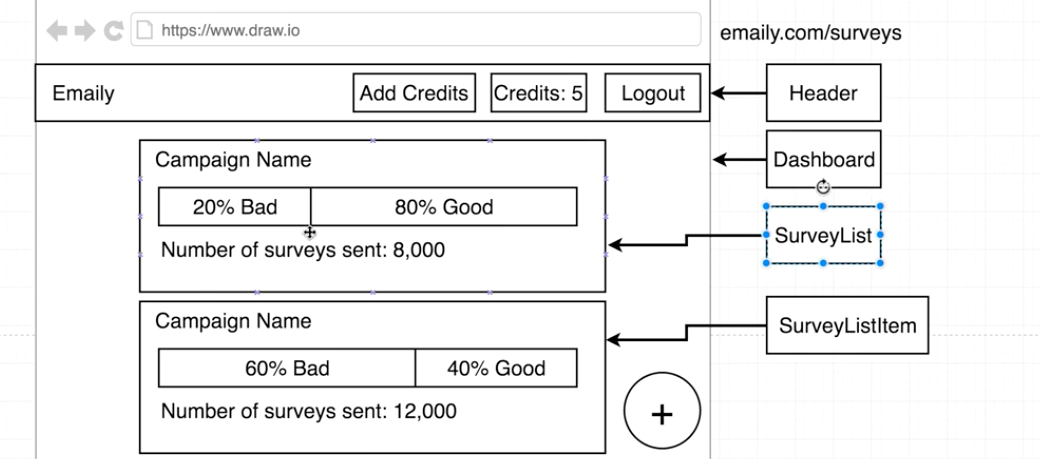 https://www.draw.io
emaily.com/surveys
Emaily
Add Credits
Credits: 5
Logout
Header
Campaign Name
Dashboard
20% Bad
80% Good
SurveyList
Number of surveys sent: 8,000
Campaign Name
SurveyListItem
60% Bad
40% Good
Number of surveys sent: 12,000
+